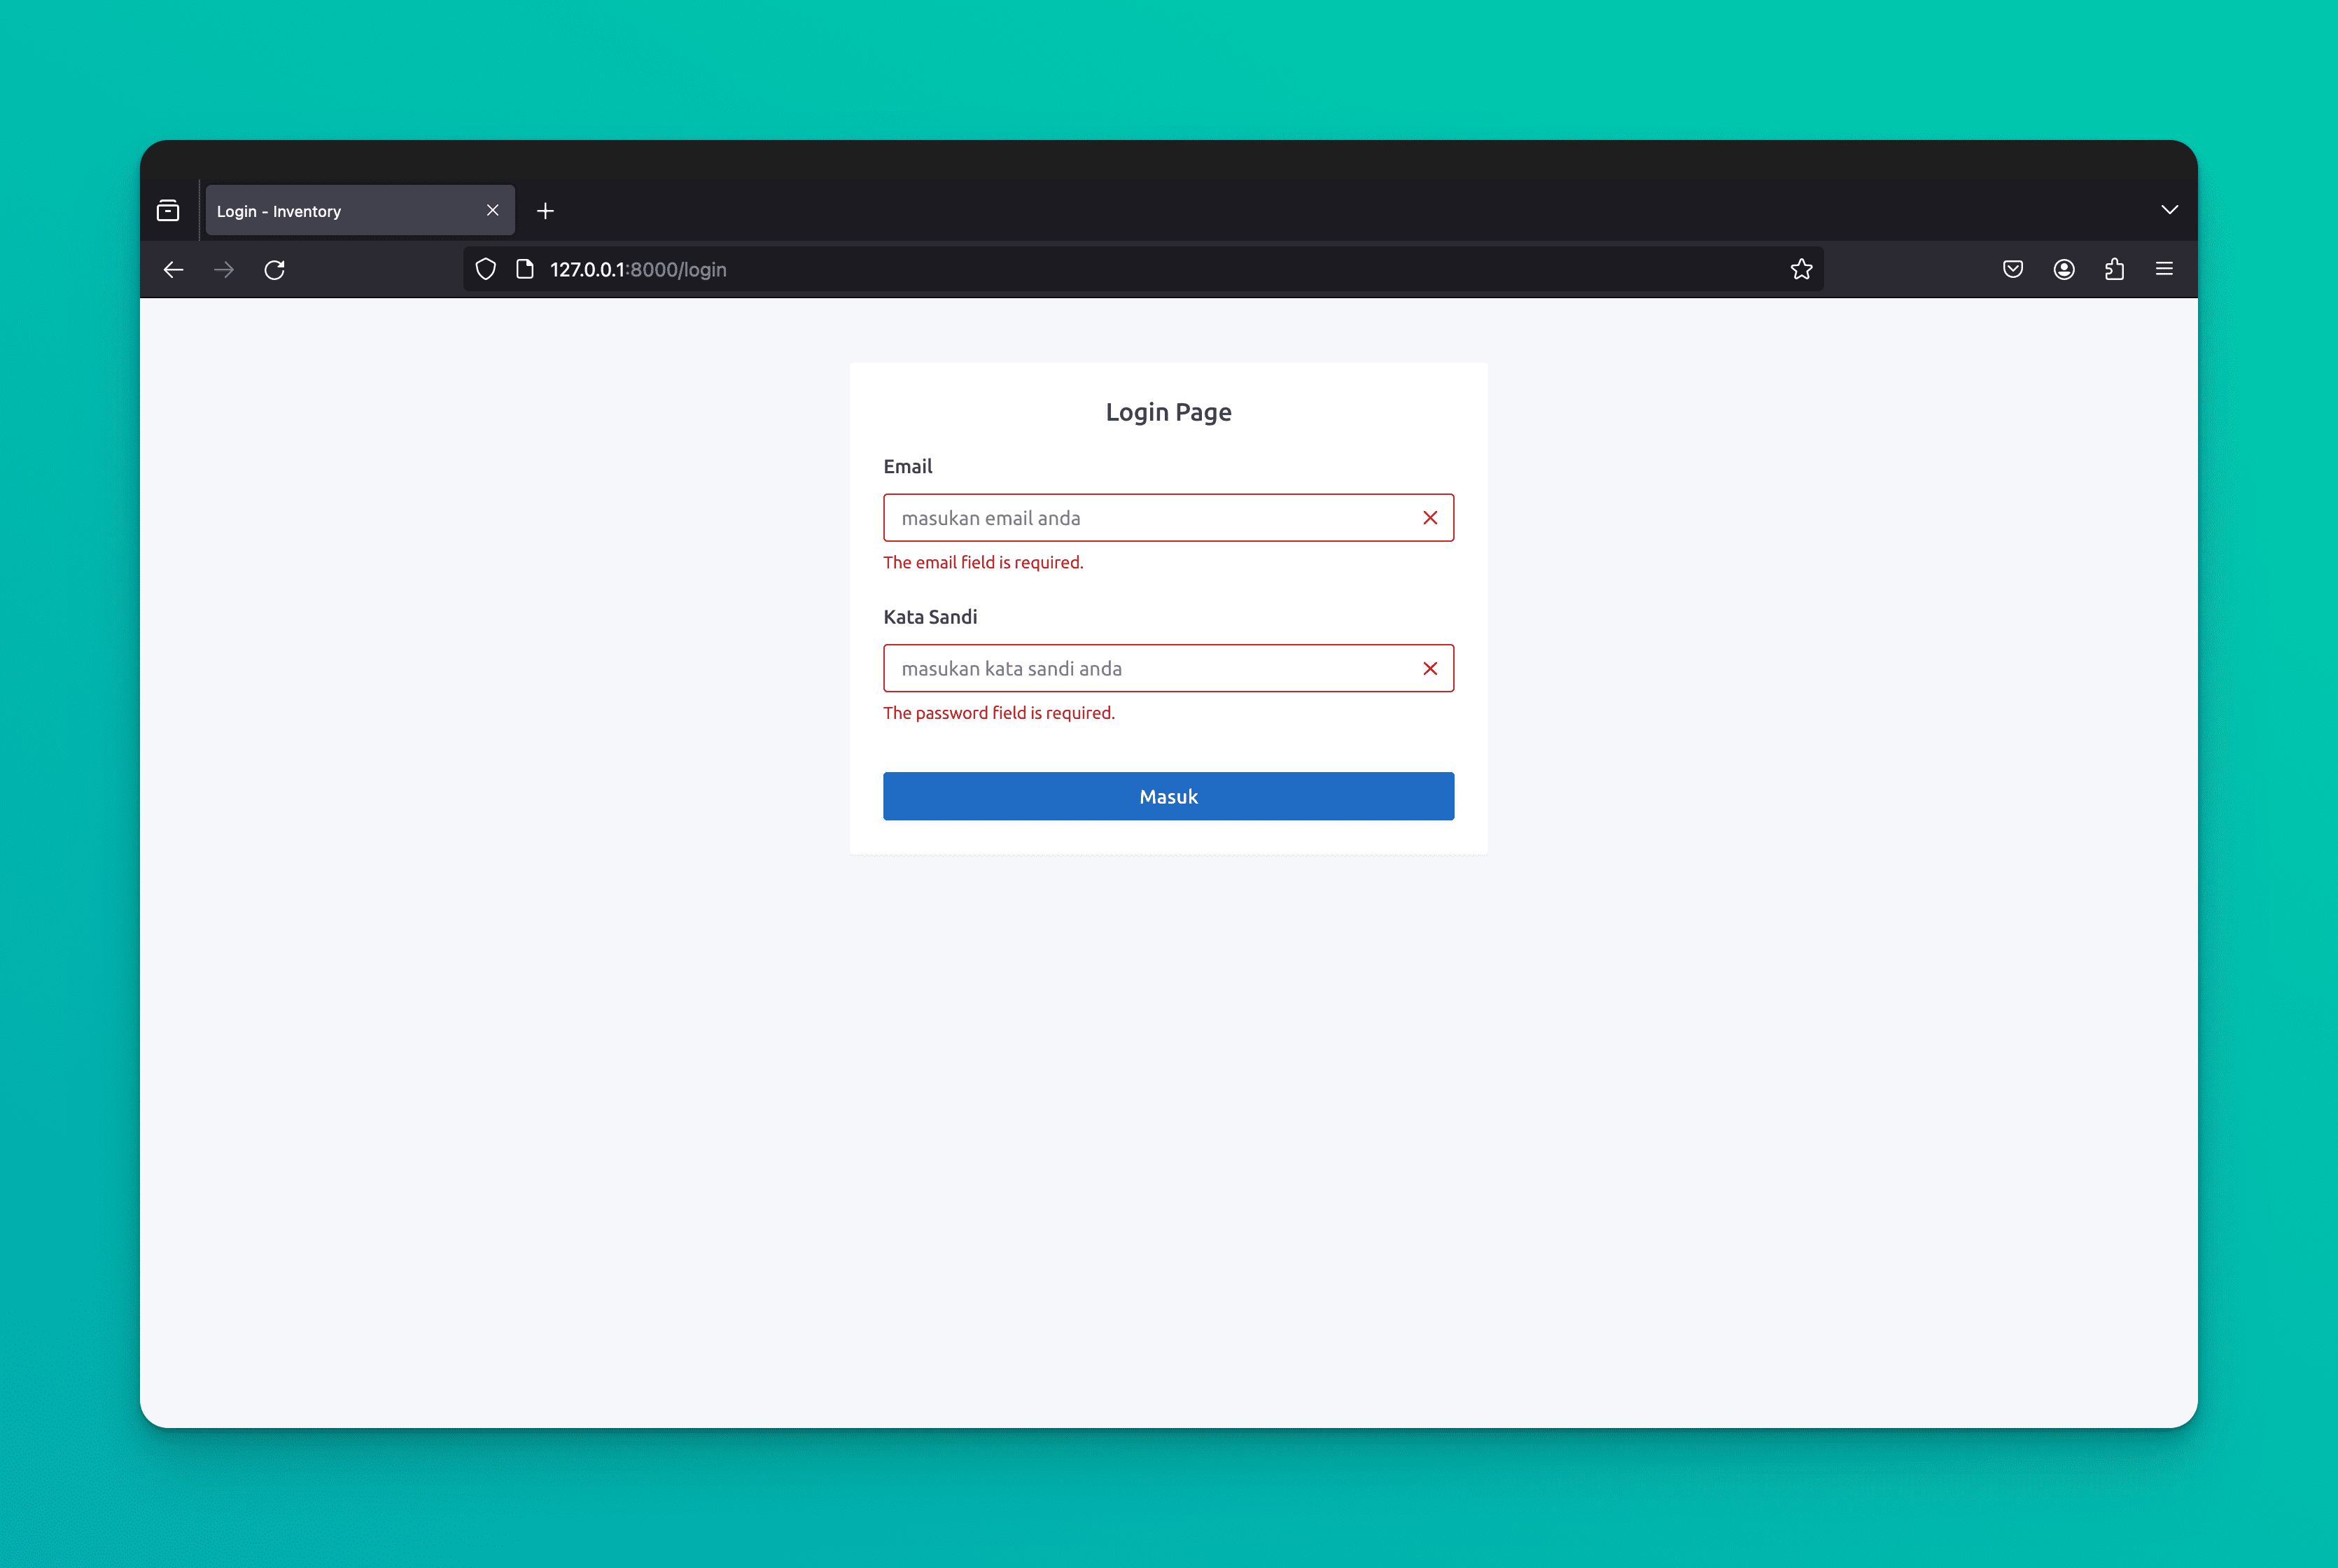 Login - Inventory
127.0.0.1:8000/login
Login Page
Email
masukan email anda
The email field is required.
Kata Sandi
masukan kata sandi anda
The password field is required.
Masuk